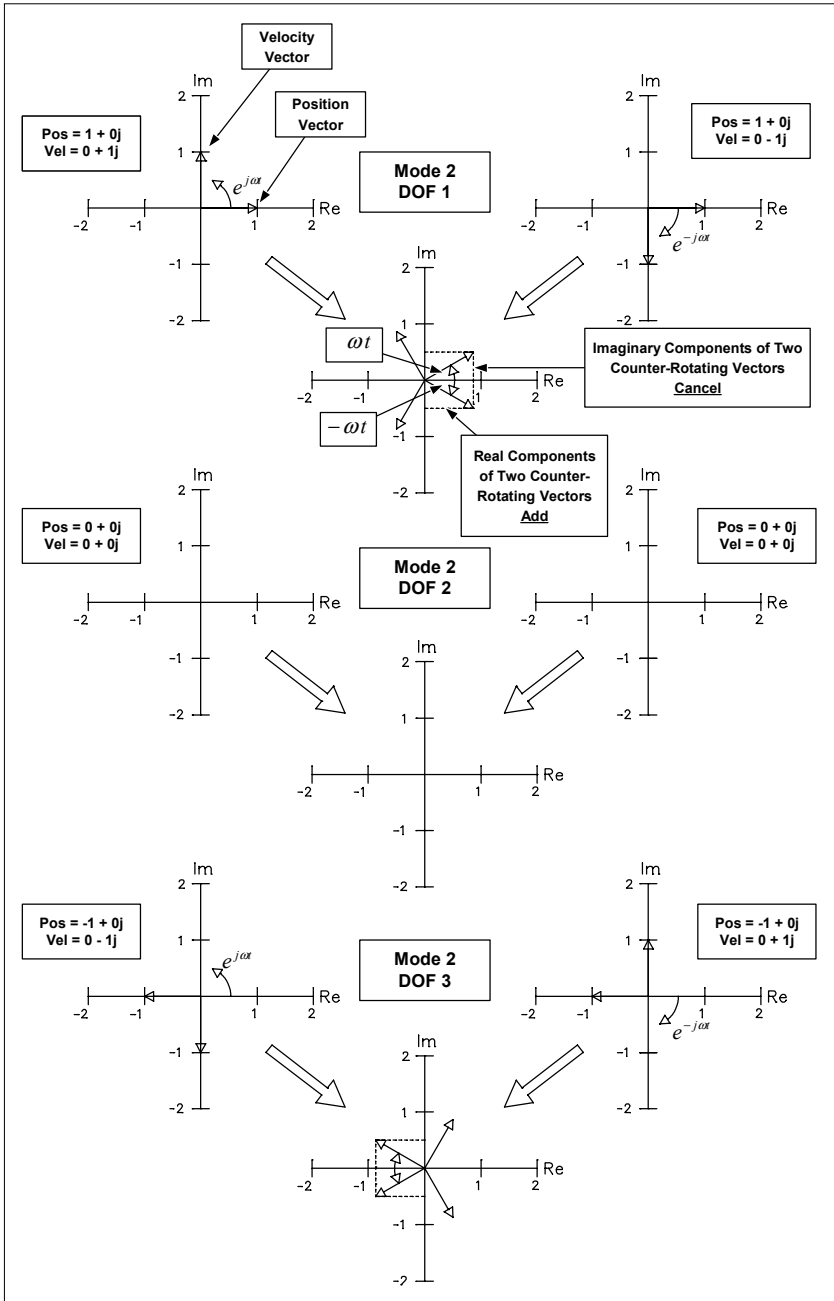 Velocity
Vector
Im
2
1
-1
-2
-2
-1
1
2
Re
Pos = 1 + 0j
Vel = 0 + 1j
Position
Vector
e^{jωt}
Mode 2
DOF 1
Im
2
1
-1
-2
-2
-1
1
2
Re
Pos = 1 + 0j
Vel = 0 - 1j
e^{-jωt}
Im
2
1
-1
-2
-2
-1
1
2
Re
ωt
-ωt
Imaginary Components of Two
Counter-Rotating Vectors
Cancel
Real Components
of Two Counter-
Rotating Vectors
Add
Im
2
1
-1
-2
-2
-1
1
2
Re
Pos = 0 + 0j
Vel = 0 + 0j
Mode 2
DOF 2
Im
2
1
-1
-2
-2
-1
1
2
Re
Pos = 0 + 0j
Vel = 0 + 0j
Im
2
1
-1
-2
-2
-1
1
2
Re
Im
2
1
-1
-2
-2
-1
1
2
Re
Pos = -1 + 0j
Vel = 0 - 1j
e^{jωt}
Mode 2
DOF 3
Im
2
1
-1
-2
-2
-1
1
2
Re
Pos = -1 + 0j
Vel = 0 + 1j
e^{-jωt}
Im
2
1
-1
-2
-2
-1
1
2
Re